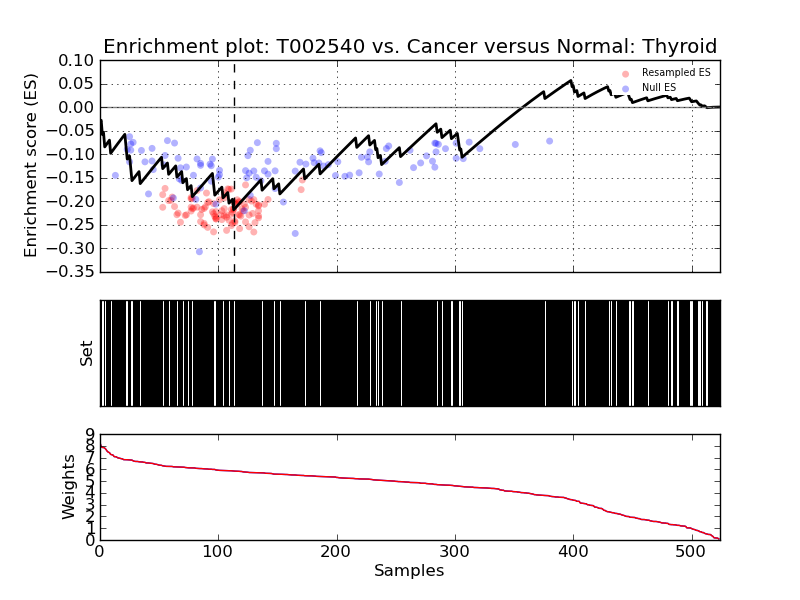 Enrichment plot: T002540 vs. Cancer versus Normal: Thyroid
0.10
0.05
0.00
−0.05
−0.10
−0.15
−0.20
−0.25
−0.30
−0.35
Enrichment score (ES)
Resampled ES
Null ES
Set
9
8
7
6
5
4
3
2
1
0
Weights
0 100 200 300 400 500
Samples